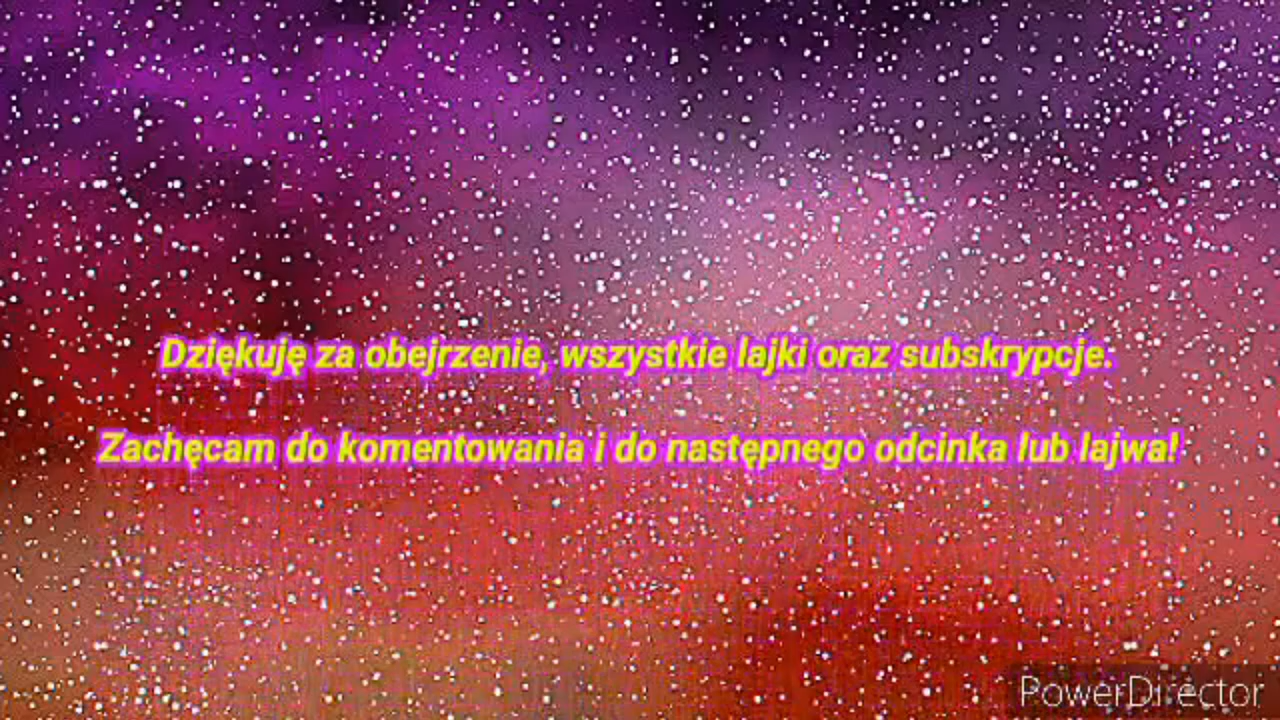 Dziękuję za obejrzenie, wszystkie lajki oraz subskrypcje.
Zachęcam do komentowania i do następnego odcinka lub lajwa!
PowerDirector